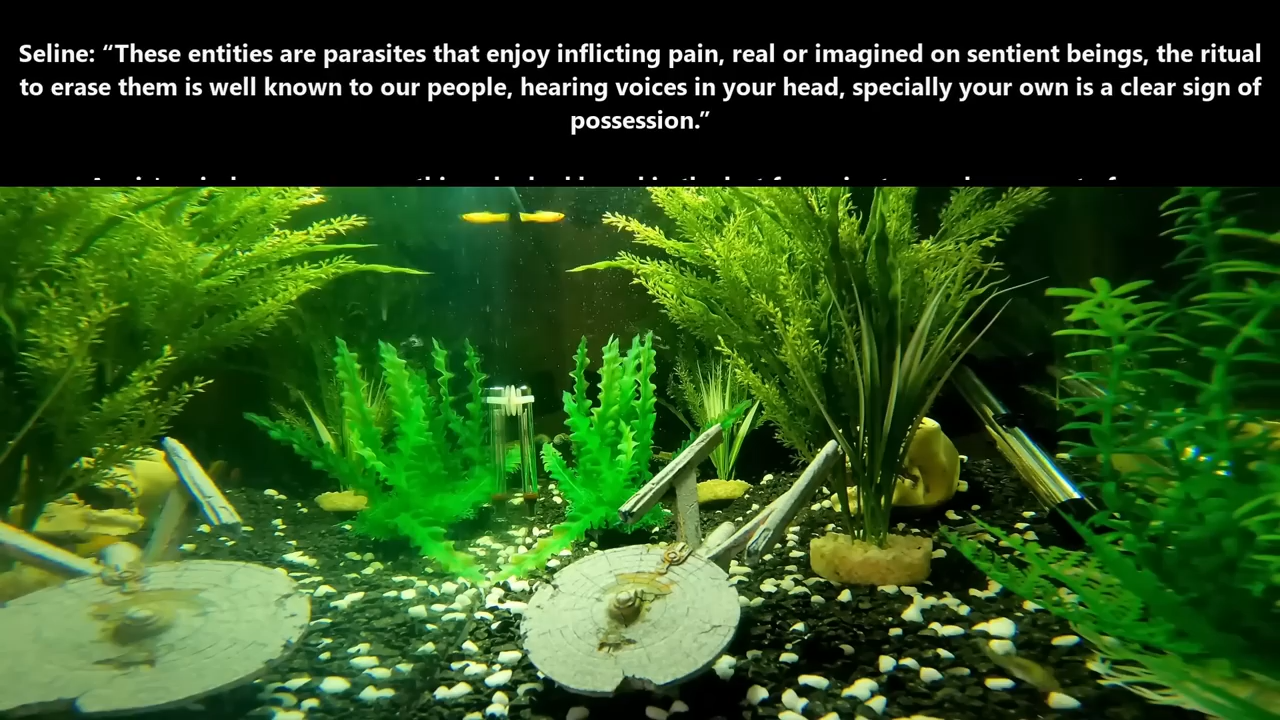 Seline: “These entities are parasites that enjoy inflicting pain, real or imagined on sentient beings, the ritual
to erase them is well known to our people, hearing voices in your head, specially your own is a clear sign of
possession.”